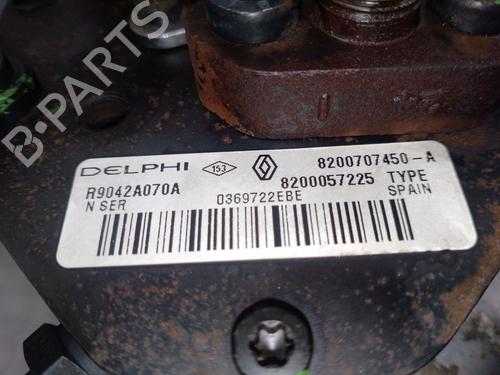 B-PARTS
DELPHI 153 8200707450-A
R9042A070A 8200057225 TYPE
N SER 0369722EBE SPAIN